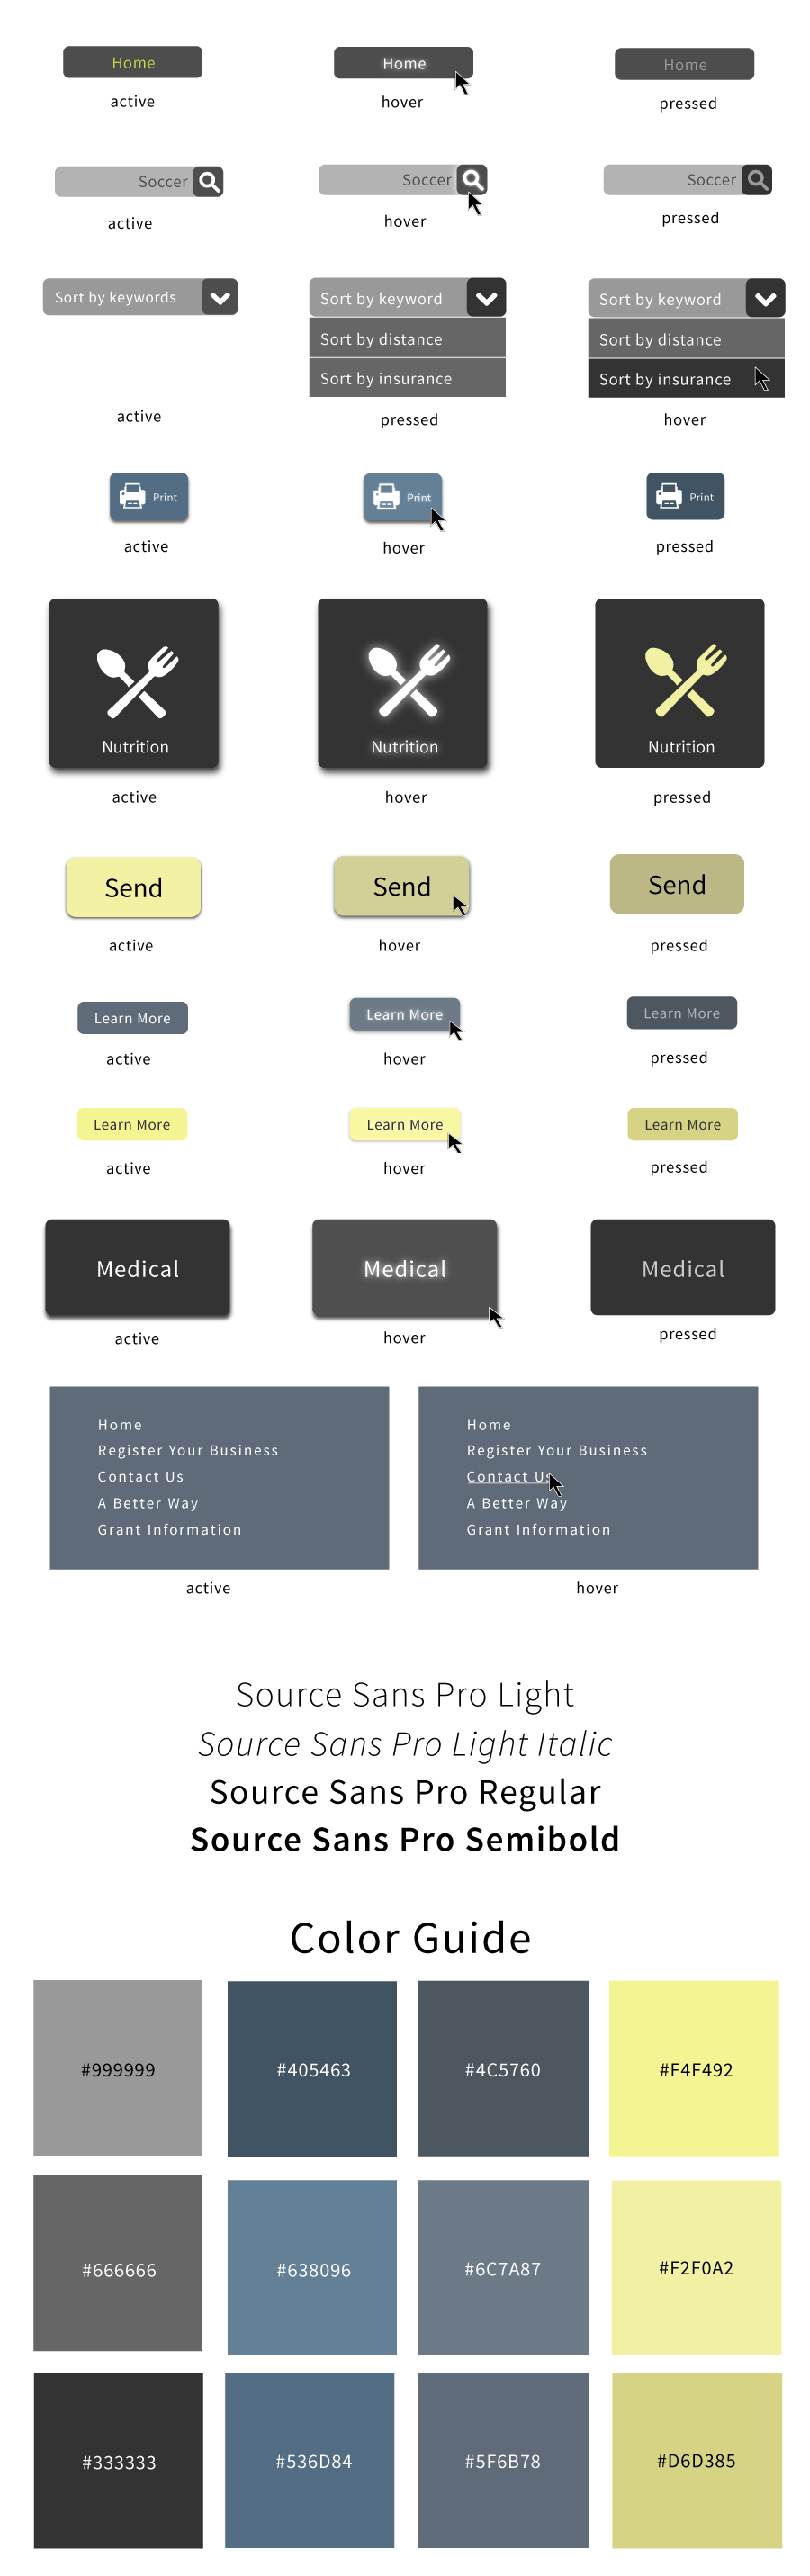 Home Home Home
active hover pressed
Soccer Soccer Soccer
active hover pressed
Sort by keywords Sort by keyword Sort by keyword
Sort by distance Sort by distance
Sort by insurance Sort by insurance
active pressed hover
Print Print Print
active hover pressed
Nutrition Nutrition Nutrition
active hover pressed
Send Send Send
active hover pressed
Learn More Learn More Learn More
active hover pressed
Learn More Learn More Learn More
active hover pressed
Medical Medical Medical
active hover pressed
Home Home
Register Your Business Register Your Business
Contact Us Contact Us
A Better Way A Better Way
Grant Information Grant Information
active hover
Source Sans Pro Light
Source Sans Pro Light Italic
Source Sans Pro Regular
Source Sans Pro Semibold
Color Guide
#999999 #405463 #4C5760 #F4F492
#666666 #638096 #6C7A87 #F2F0A2
#333333 #536D84 #5F6B78 #D6D385